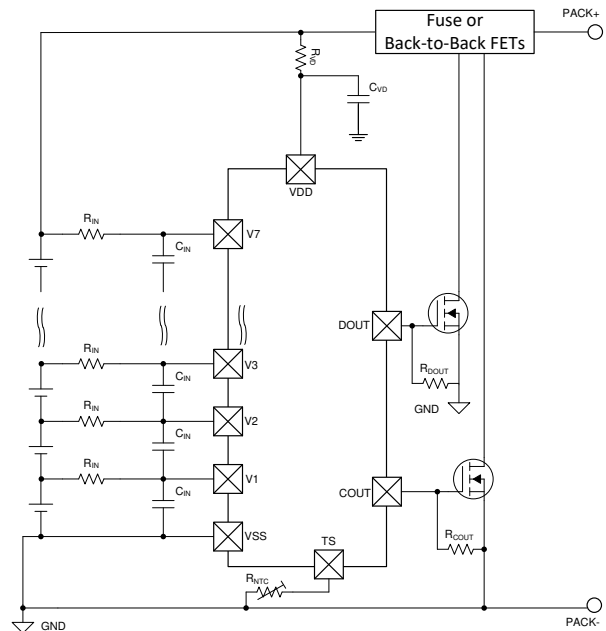 PACK+
Fuse or
Back-to-Back FETs
RVD
CVD
VDD
RIN
CIN
V7
DOUT
RDOUT
GND
RIN
CIN
V3
RIN
CIN
V2
RIN
CIN
V1
COUT
RCOUT
VSS
TS
RNTC
GND
PACK-